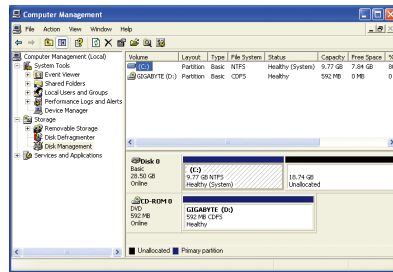 Computer Management
File Action View Window Help
Computer Management (Local)
System Tools
Event Viewer
Shared Folders
Local Users and Groups
Performance Logs and Alerts
Device Manager
Storage
Removable Storage
Disk Defragmenter
Disk Management
Services and Applications
Volume Layout Type File System Status Capacity Free Space %
(C:) Partition Basic NTFS Healthy (System) 9.77 GB 7.84 GB
GIGABYTE (D:) Partition Basic CDFS Healthy 592 MB 0 MB 0
Disk 0
Basic
28.50 GB
Online
(C:)
9.77 GB NTFS
Healthy (System)
18.74 GB
Unallocated
CD-ROM 0
DVD
592 MB
Online
GIGABYTE (D:)
592 MB CDFS
Healthy
Unallocated Primary partition